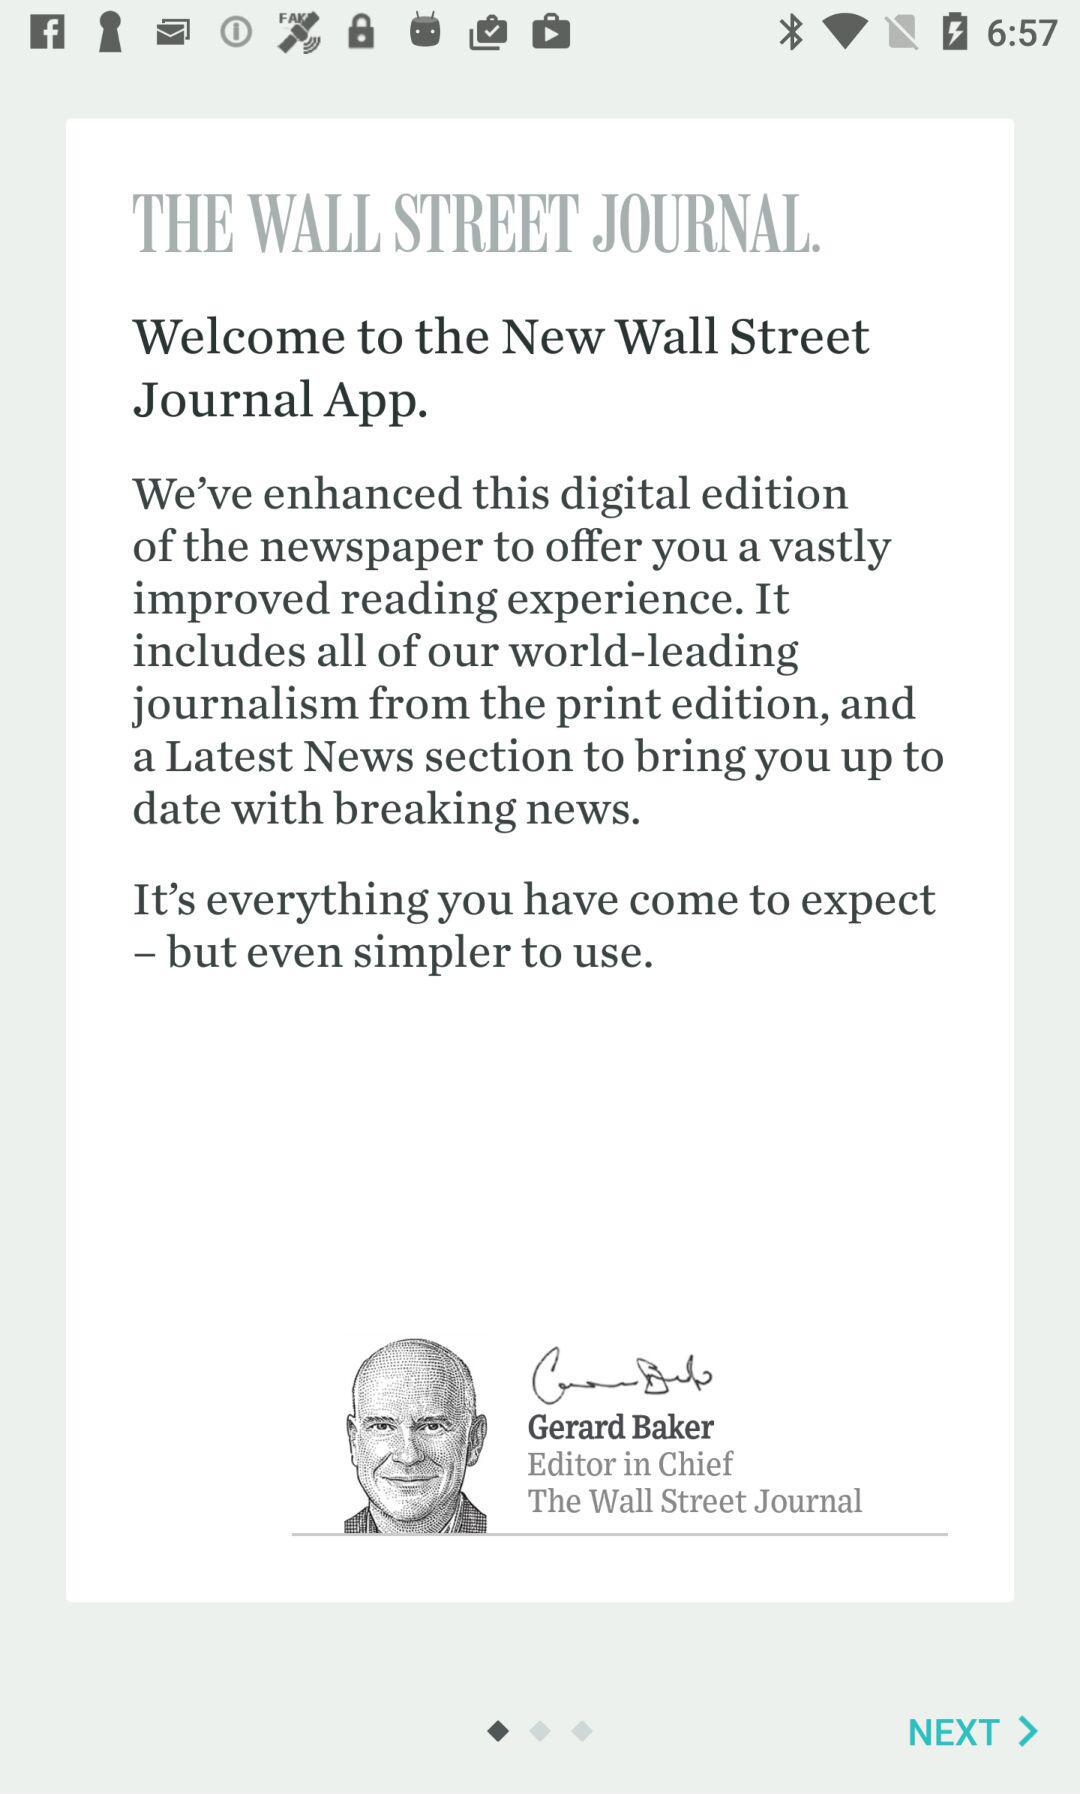 FAKE
6:57
THE WALL STREET JOURNAL.
Welcome to the New Wall Street
Journal App.
We’ve enhanced this digital edition
of the newspaper to offer you a vastly
improved reading experience. It
includes all of our world-leading
journalism from the print edition, and
a Latest News section to bring you up to
date with breaking news.
It’s everything you have come to expect
– but even simpler to use.
Gerard Baker
Editor in Chief
The Wall Street Journal
NEXT